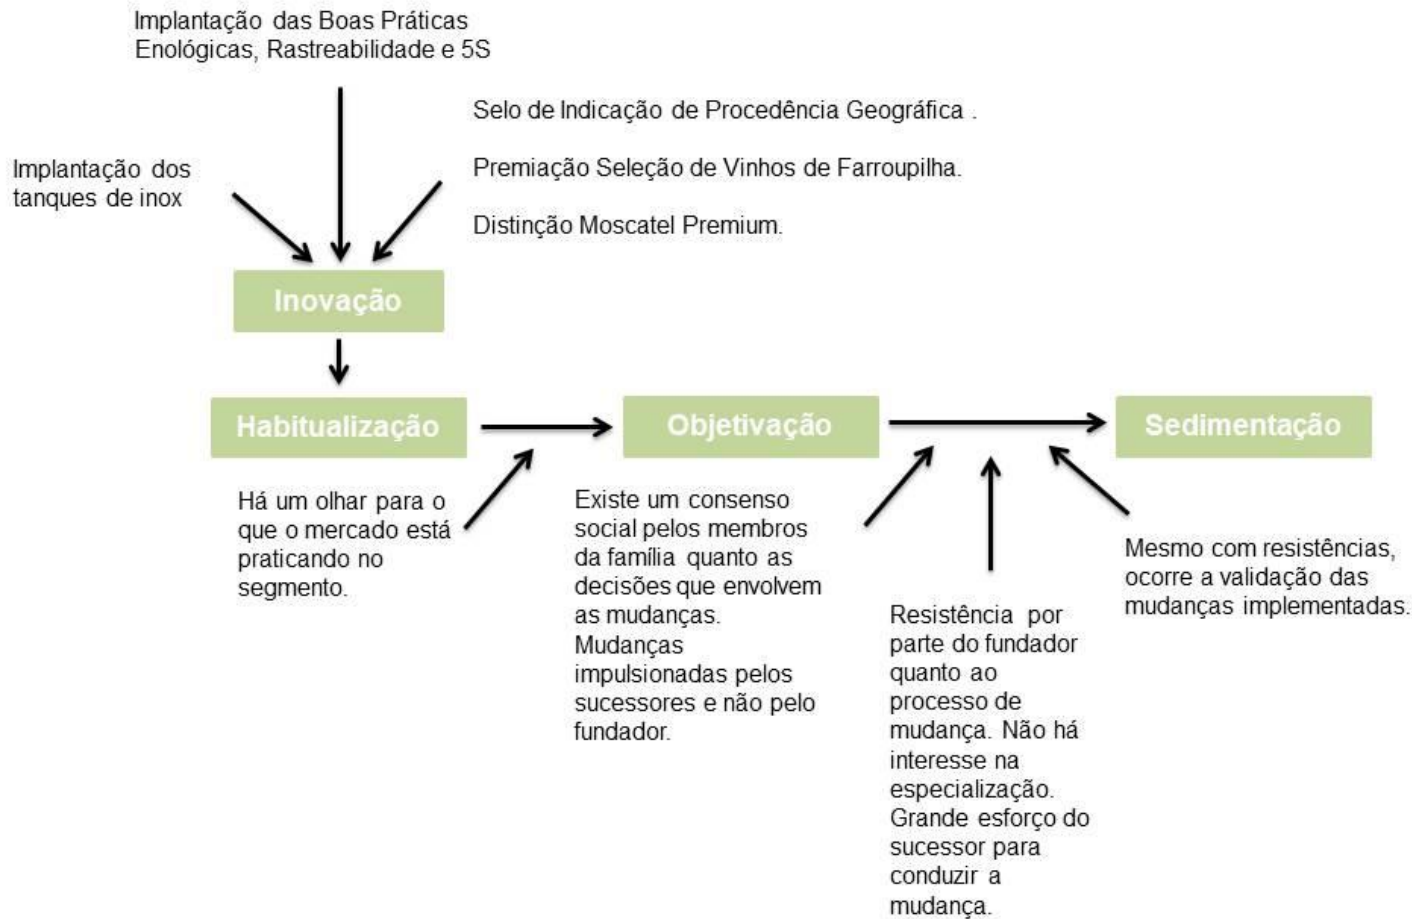 Implantação das Boas Práticas
Enológicas, Rastreabilidade e 5S
Selo de Indicação de Procedência Geográfica .
Premiação Seleção de Vinhos de Farroupilha.
Distinção Moscatel Premium.
Implantação dos
tanques de inox
Inovação
Habitualização
Objetivação
Sedimentação
Há um olhar para o
que o mercado está
praticando no
segmento.
Existe um consenso
social pelos membros
da família quanto as
decisões que envolvem
as mudanças.
Mudanças
impulsionadas pelos
sucessores e não pelo
fundador.
Resistência por
parte do fundador
quanto ao
processo de
mudança. Não há
interesse na
especialização.
Grande esforço do
sucessor para
conduzir a
mudança.
Mesmo com resistências,
ocorre a validação das
mudanças implementadas.